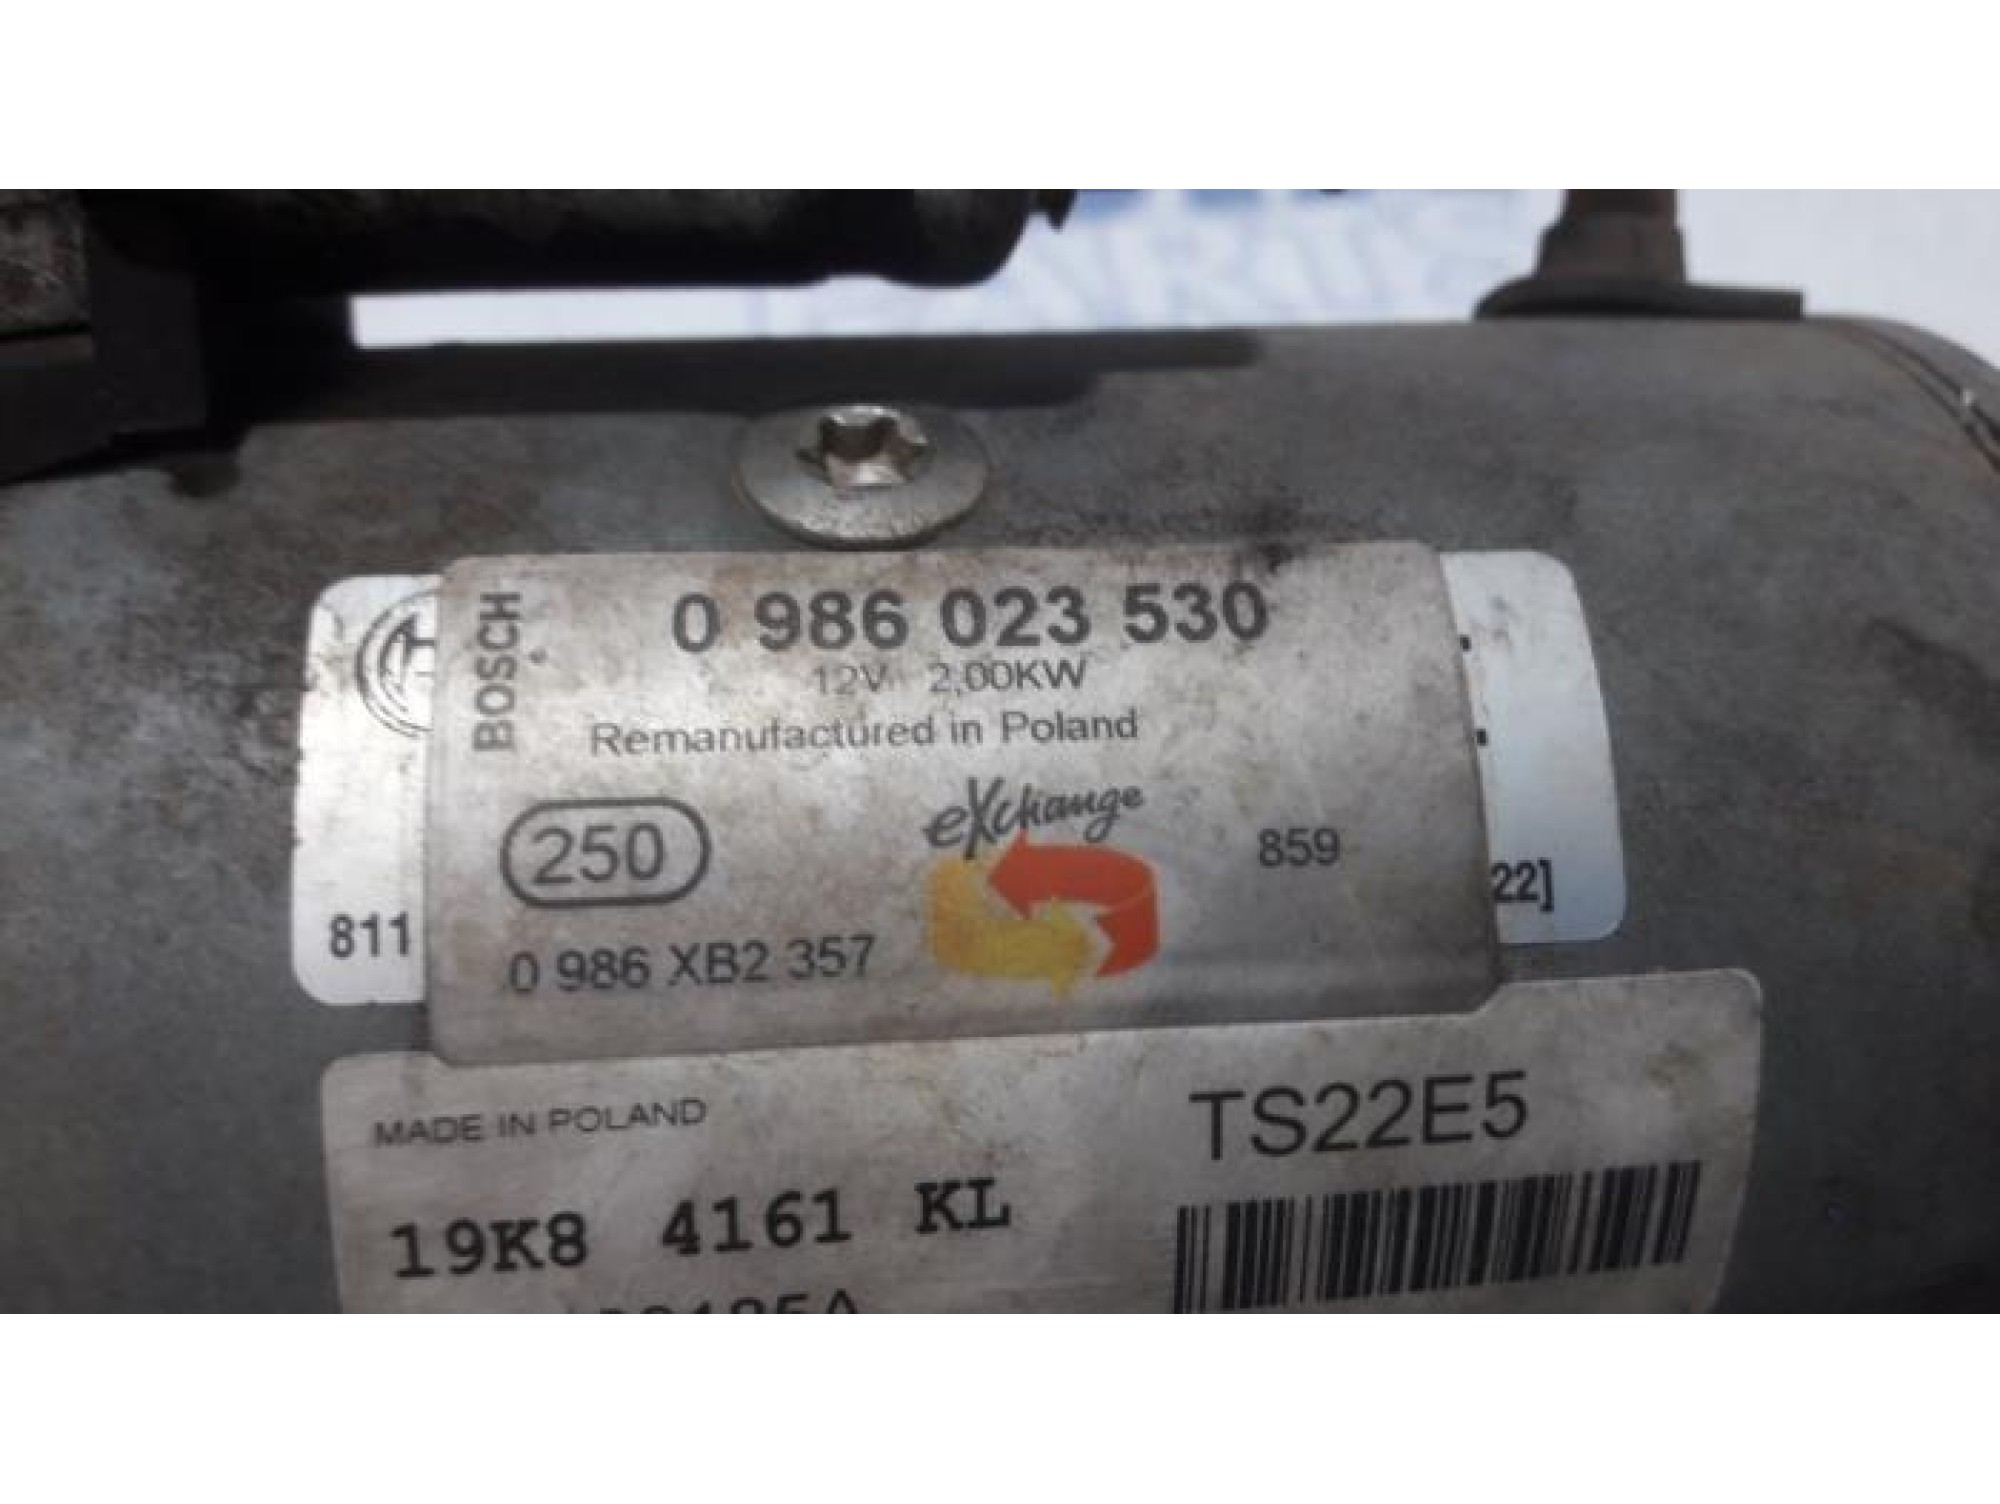 BOSCH
0 986 023 530
12V 2,00KW
Remanufactured in Poland
250
eXchange
859
0 986 XB2 357
811
22]
MADE IN POLAND
TS22E5
19K8 4161 KL